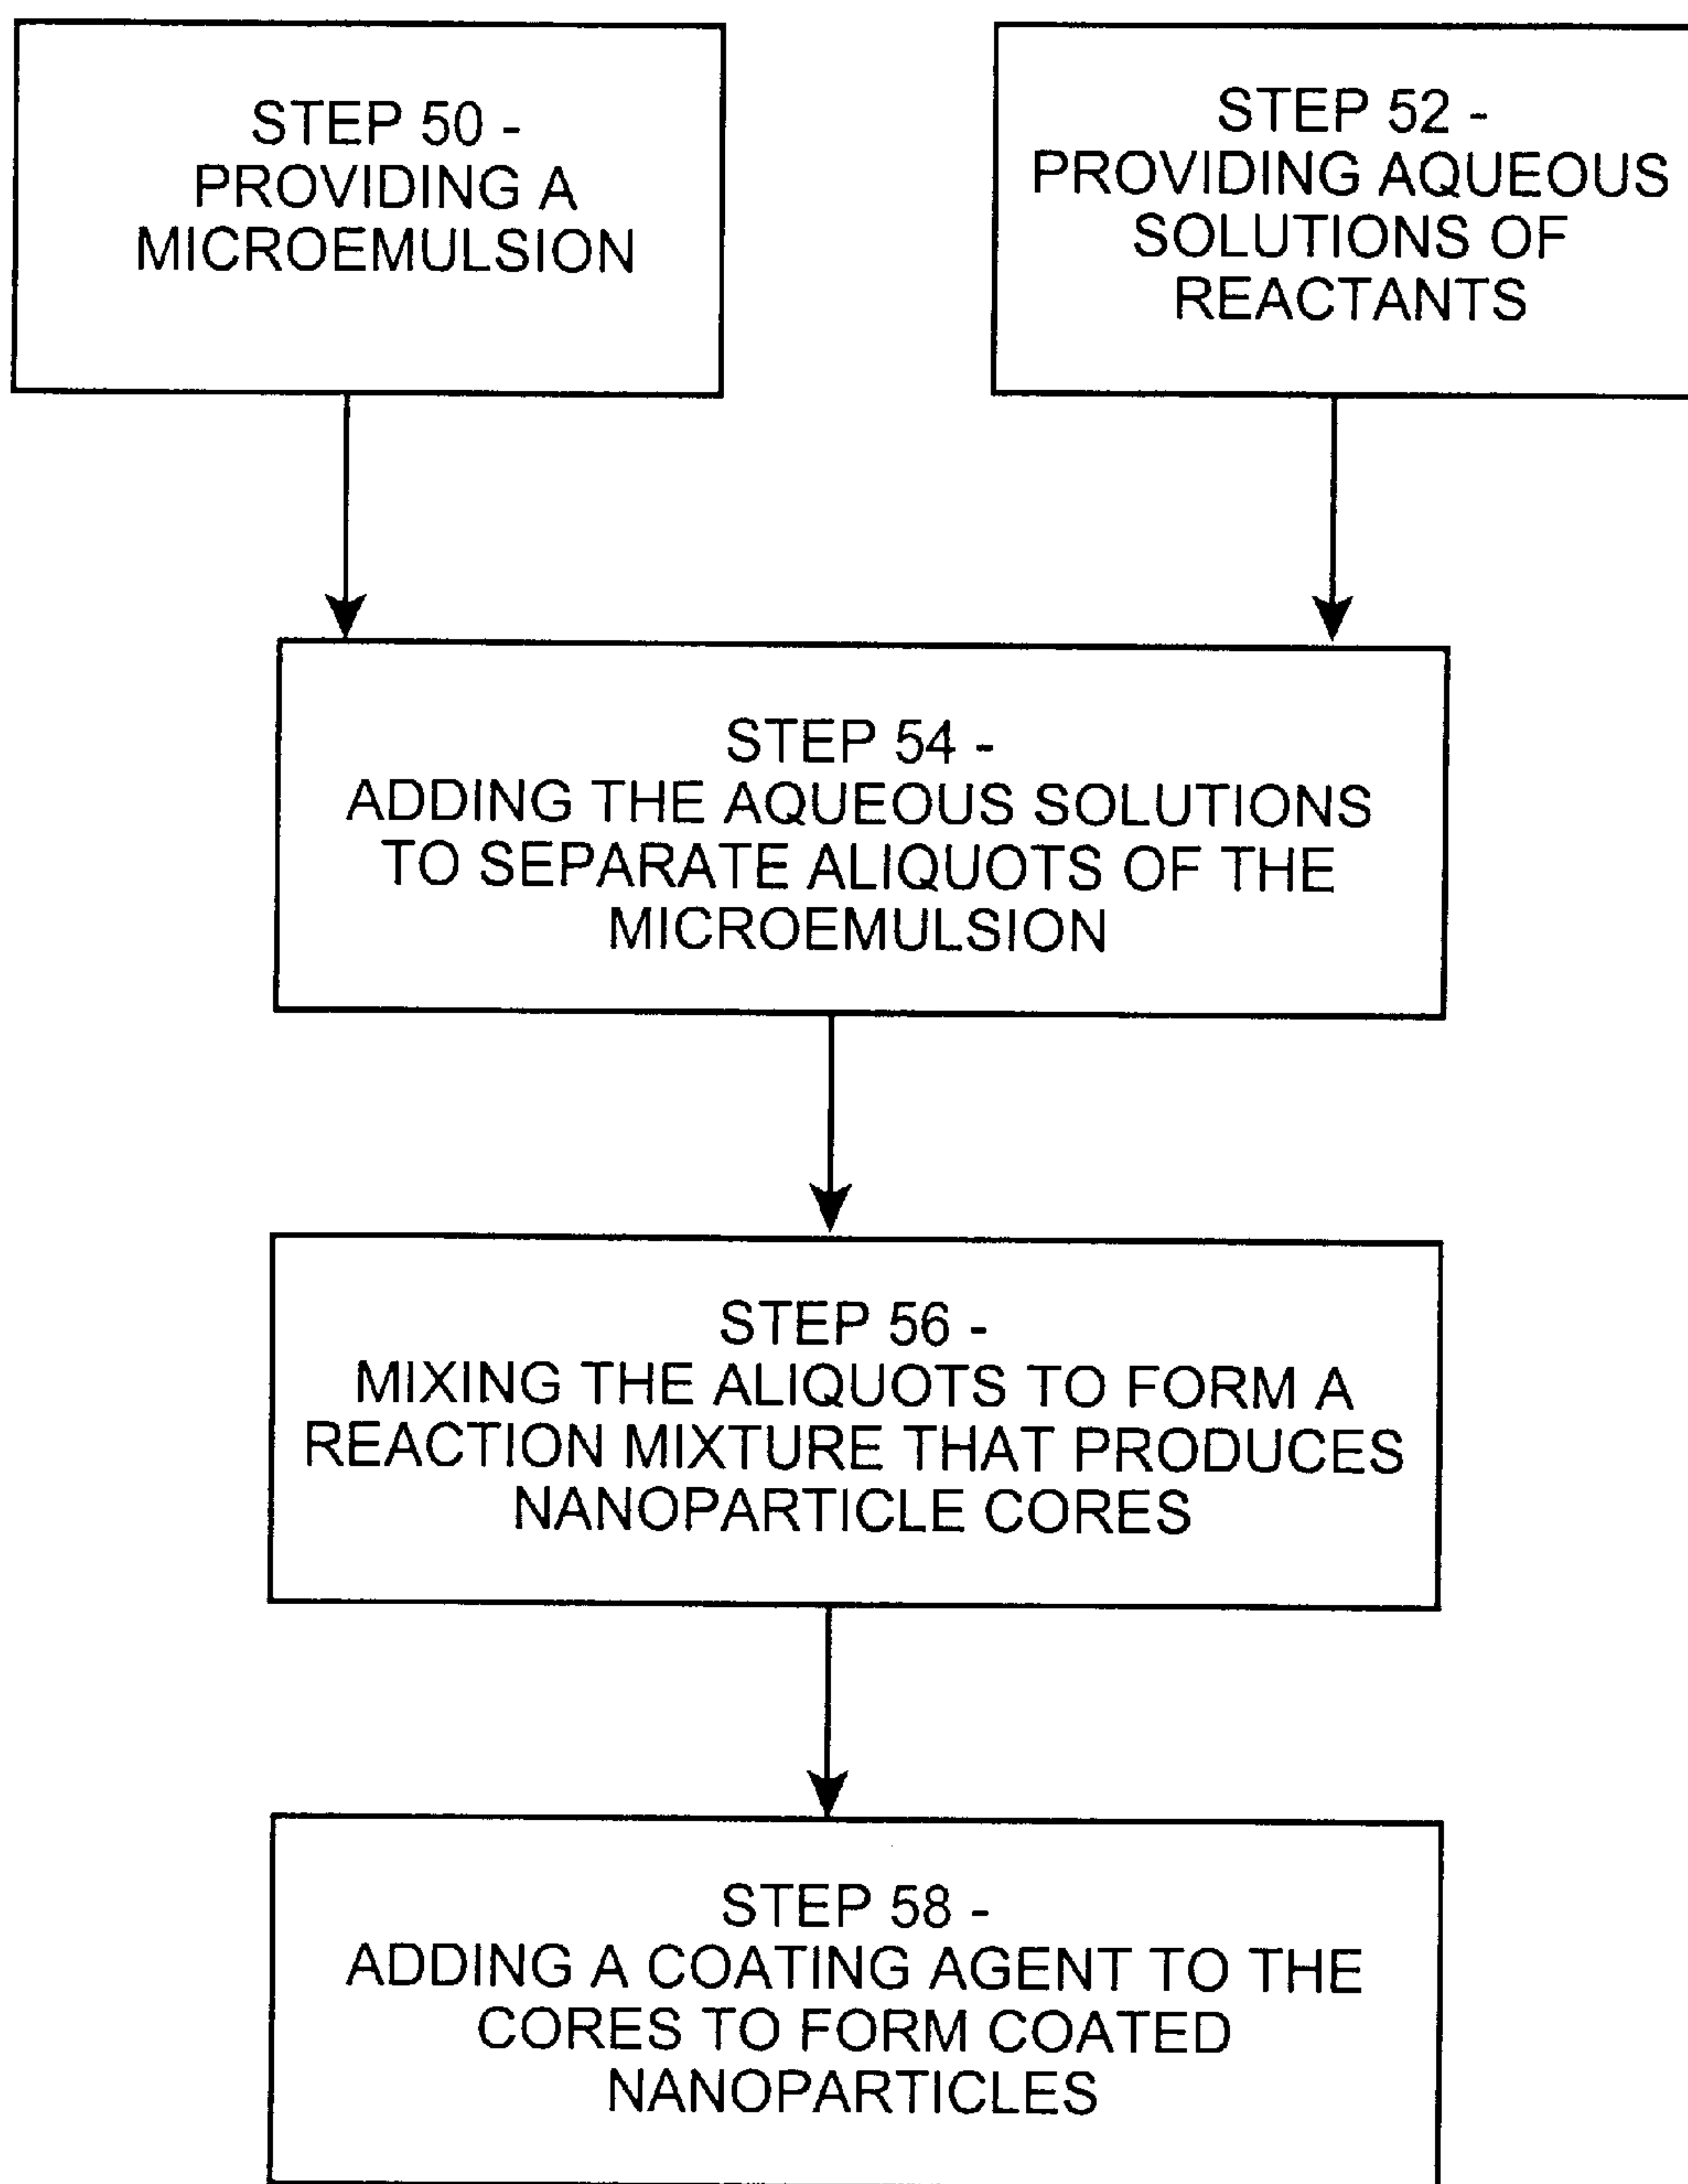 STEP 50 -
PROVIDING A
MICROEMULSION
STEP 52 -
PROVIDING AQUEOUS
SOLUTIONS OF
REACTANTS
STEP 54 -
ADDING THE AQUEOUS SOLUTIONS
TO SEPARATE ALIQUOTS OF THE
MICROEMULSION
STEP 56 -
MIXING THE ALIQUOTS TO FORM A
REACTION MIXTURE THAT PRODUCES
NANOPARTICLE CORES
STEP 58 -
ADDING A COATING AGENT TO THE
CORES TO FORM COATED
NANOPARTICLES